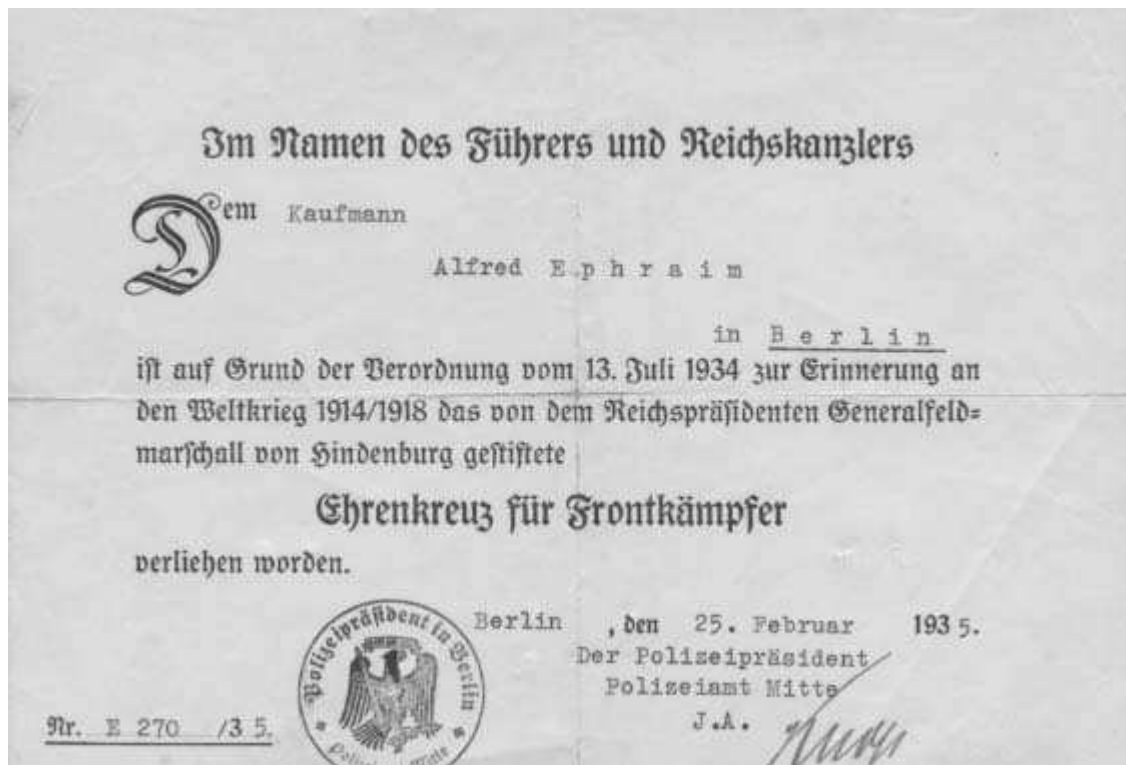 Im Namen des Führers und Reichskanzlers
Dem Kaufmann
Alfred Ephraim
in Berlin
ist auf Grund der Verordnung vom 13. Juli 1934 zur Erinnerung an
den Weltkrieg 1914/1918 das von dem Reichspräsidenten Generalfeld=
marschall von Hindenburg gestiftete
Ehrenkreuz für Frontkämpfer
verliehen worden.
Berlin, den 25. Februar 1935.
Der Polizeipräsident
Polizeiamt Mitte
J.A.
Nr. E 270 /35.
Polizeipräsident in Berlin